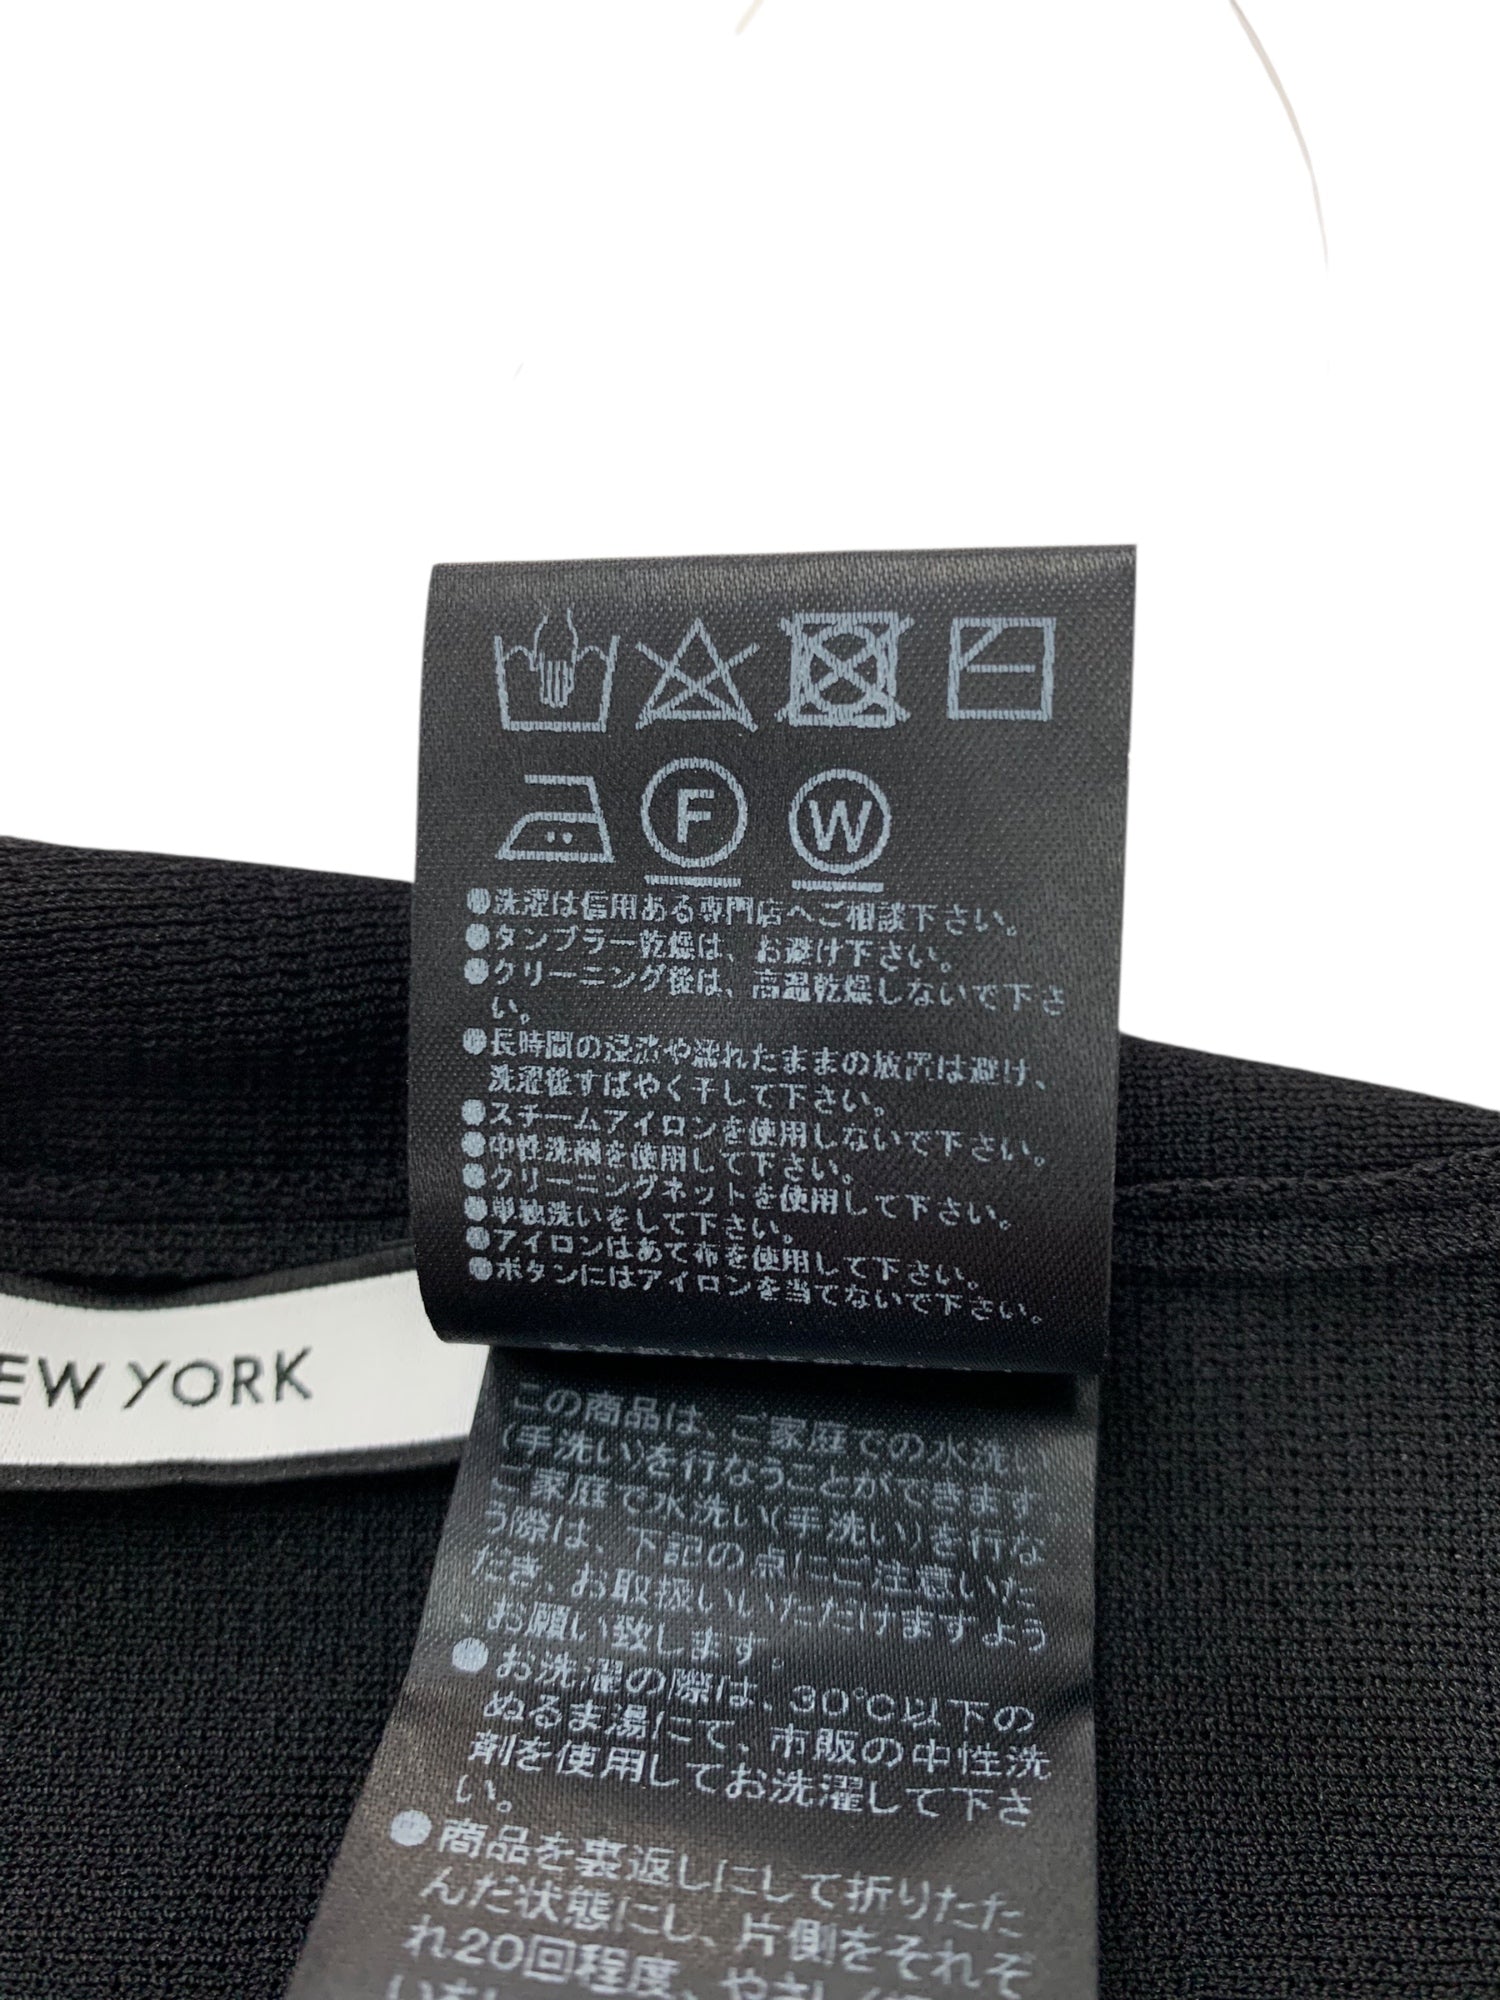 F W
●洗濯は信用ある専門店へご相談下さい。
●タンブラー乾燥は、お避け下さい。
●クリーニング後は、高温乾燥しないで下さ
い。
●長時間の浸漬や濡れたままの放置は避け、
洗濯後すばやく干して下さい。
●スチームアイロンを使用しないで下さい。
●中性洗剤を使用して下さい。
●クリーニングネットを使用して下さい。
●単独洗いをして下さい。
●アイロンはあて布を使用して下さい。
●ボタンにはアイロンを当てないで下さい。
EW YORK
この商品は、ご家庭での水洗い
(手洗い)を行なうことができます
ご家庭で水洗い(手洗い)を行な
う際は、下記の点にご注意いた
だき、お取扱いいただけますよう
お願い致します。
●お洗濯の際は、30℃以下の
ぬるま湯にて、市販の中性洗
剤を使用してお洗濯して下さ
い。
●商品を裏返しにして折りたた
んだ状態にし、片側をそれぞ
れ20回程度、やさし